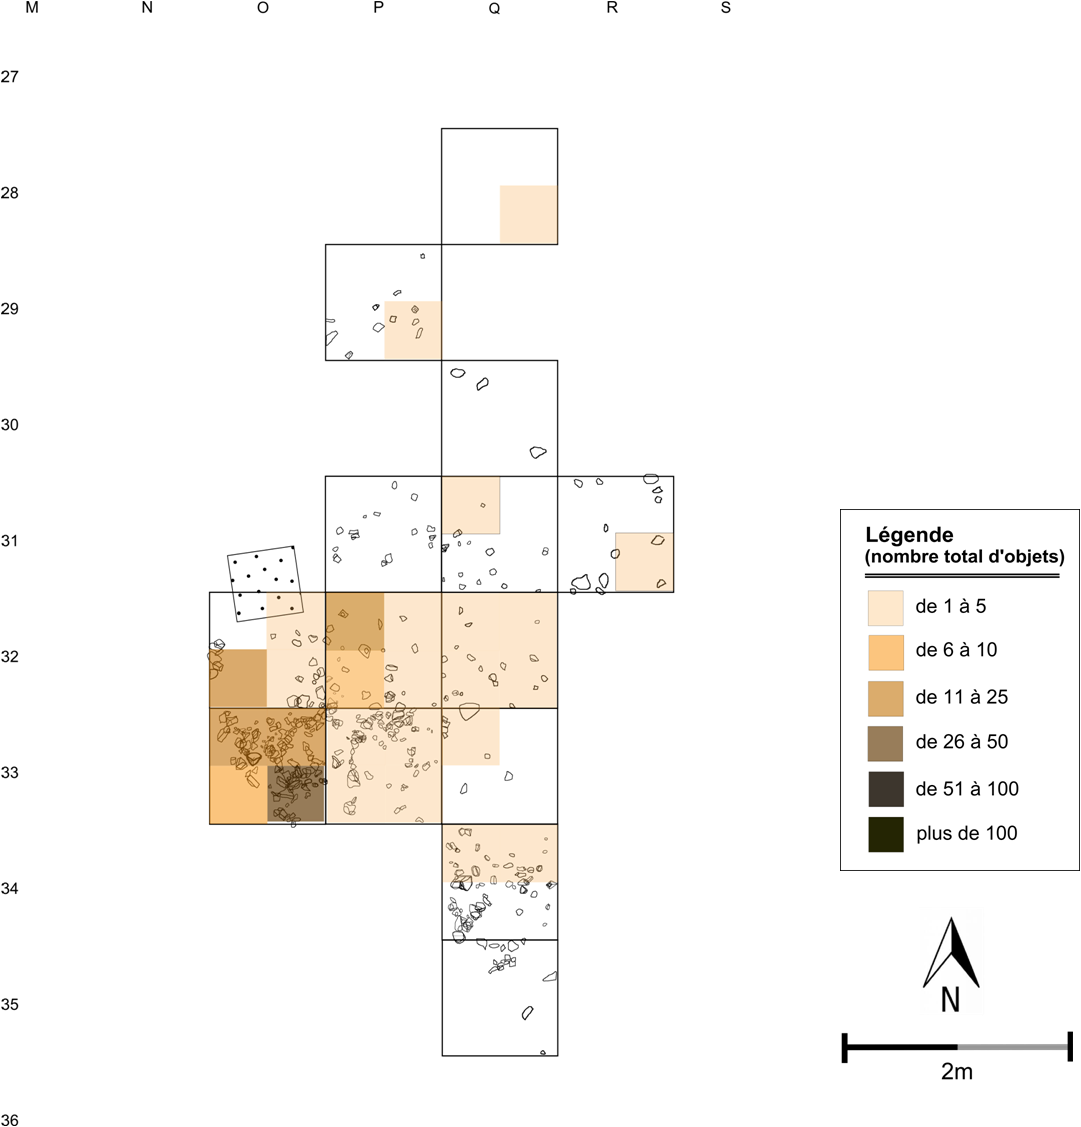 M N O P Q R S
27
28
29
30
31
32
33
34
35
36
Légende
(nombre total d'objets)
de 1 à 5
de 6 à 10
de 11 à 25
de 26 à 50
de 51 à 100
plus de 100
N
2m